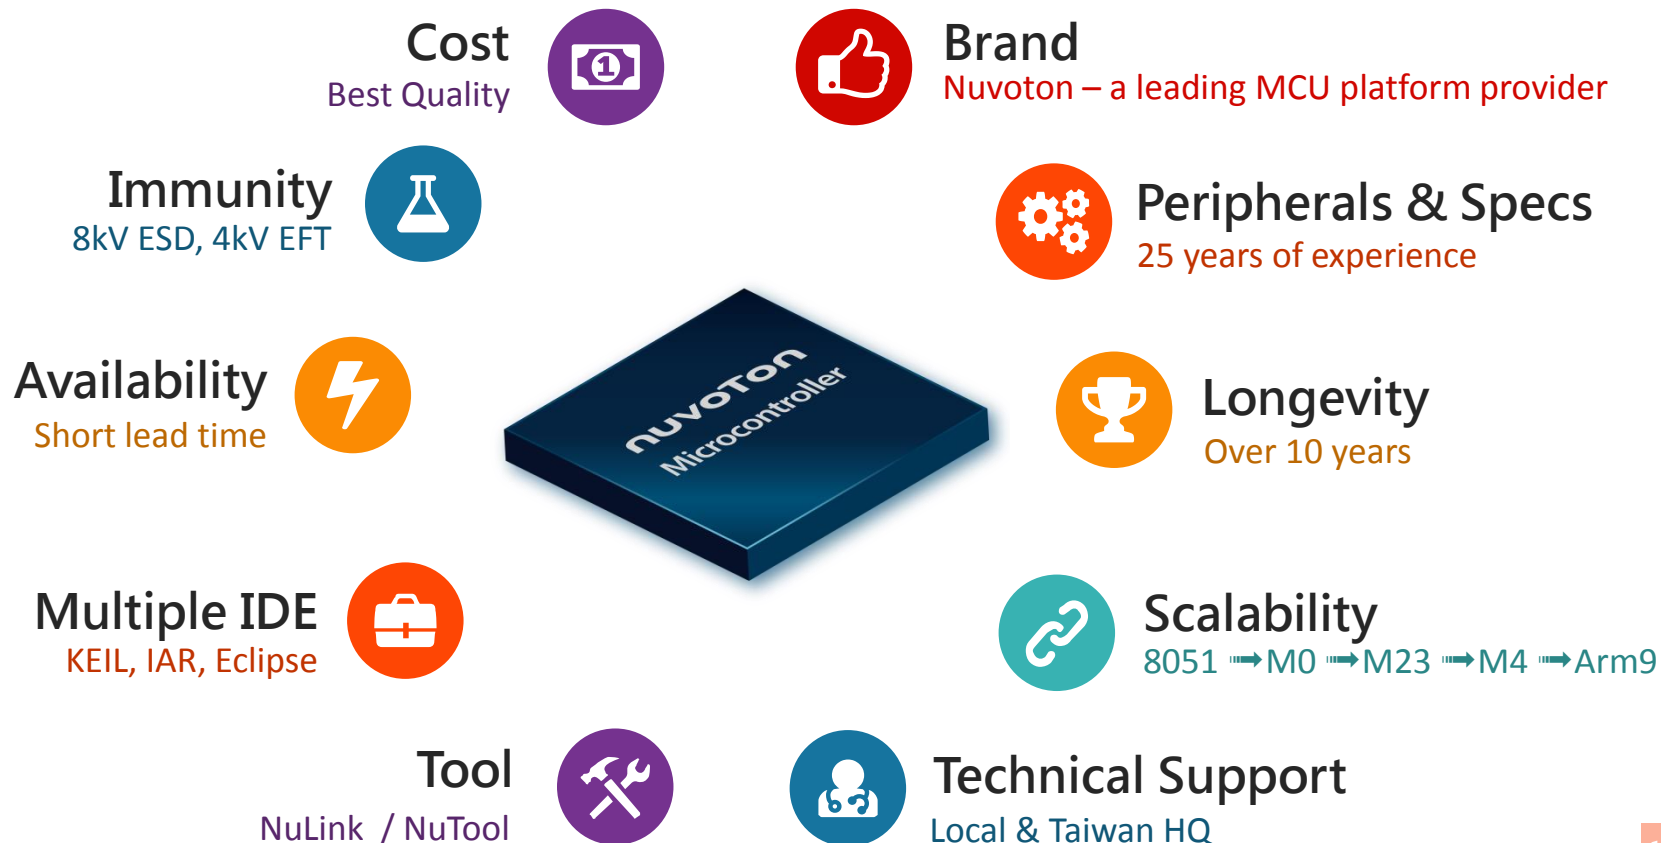 Cost
Best Quality
Brand
Nuvoton – a leading MCU platform provider
Immunity
8kV ESD, 4kV EFT
Peripherals & Specs
25 years of experience
Availability
Short lead time
nuvoTon
Microcontroller
Longevity
Over 10 years
Multiple IDE
KEIL, IAR, Eclipse
Scalability
8051 ➟M0 ➟M23 ➟M4 ➟Arm9
Tool
NuLink / NuTool
Technical Support
Local & Taiwan HQ
1